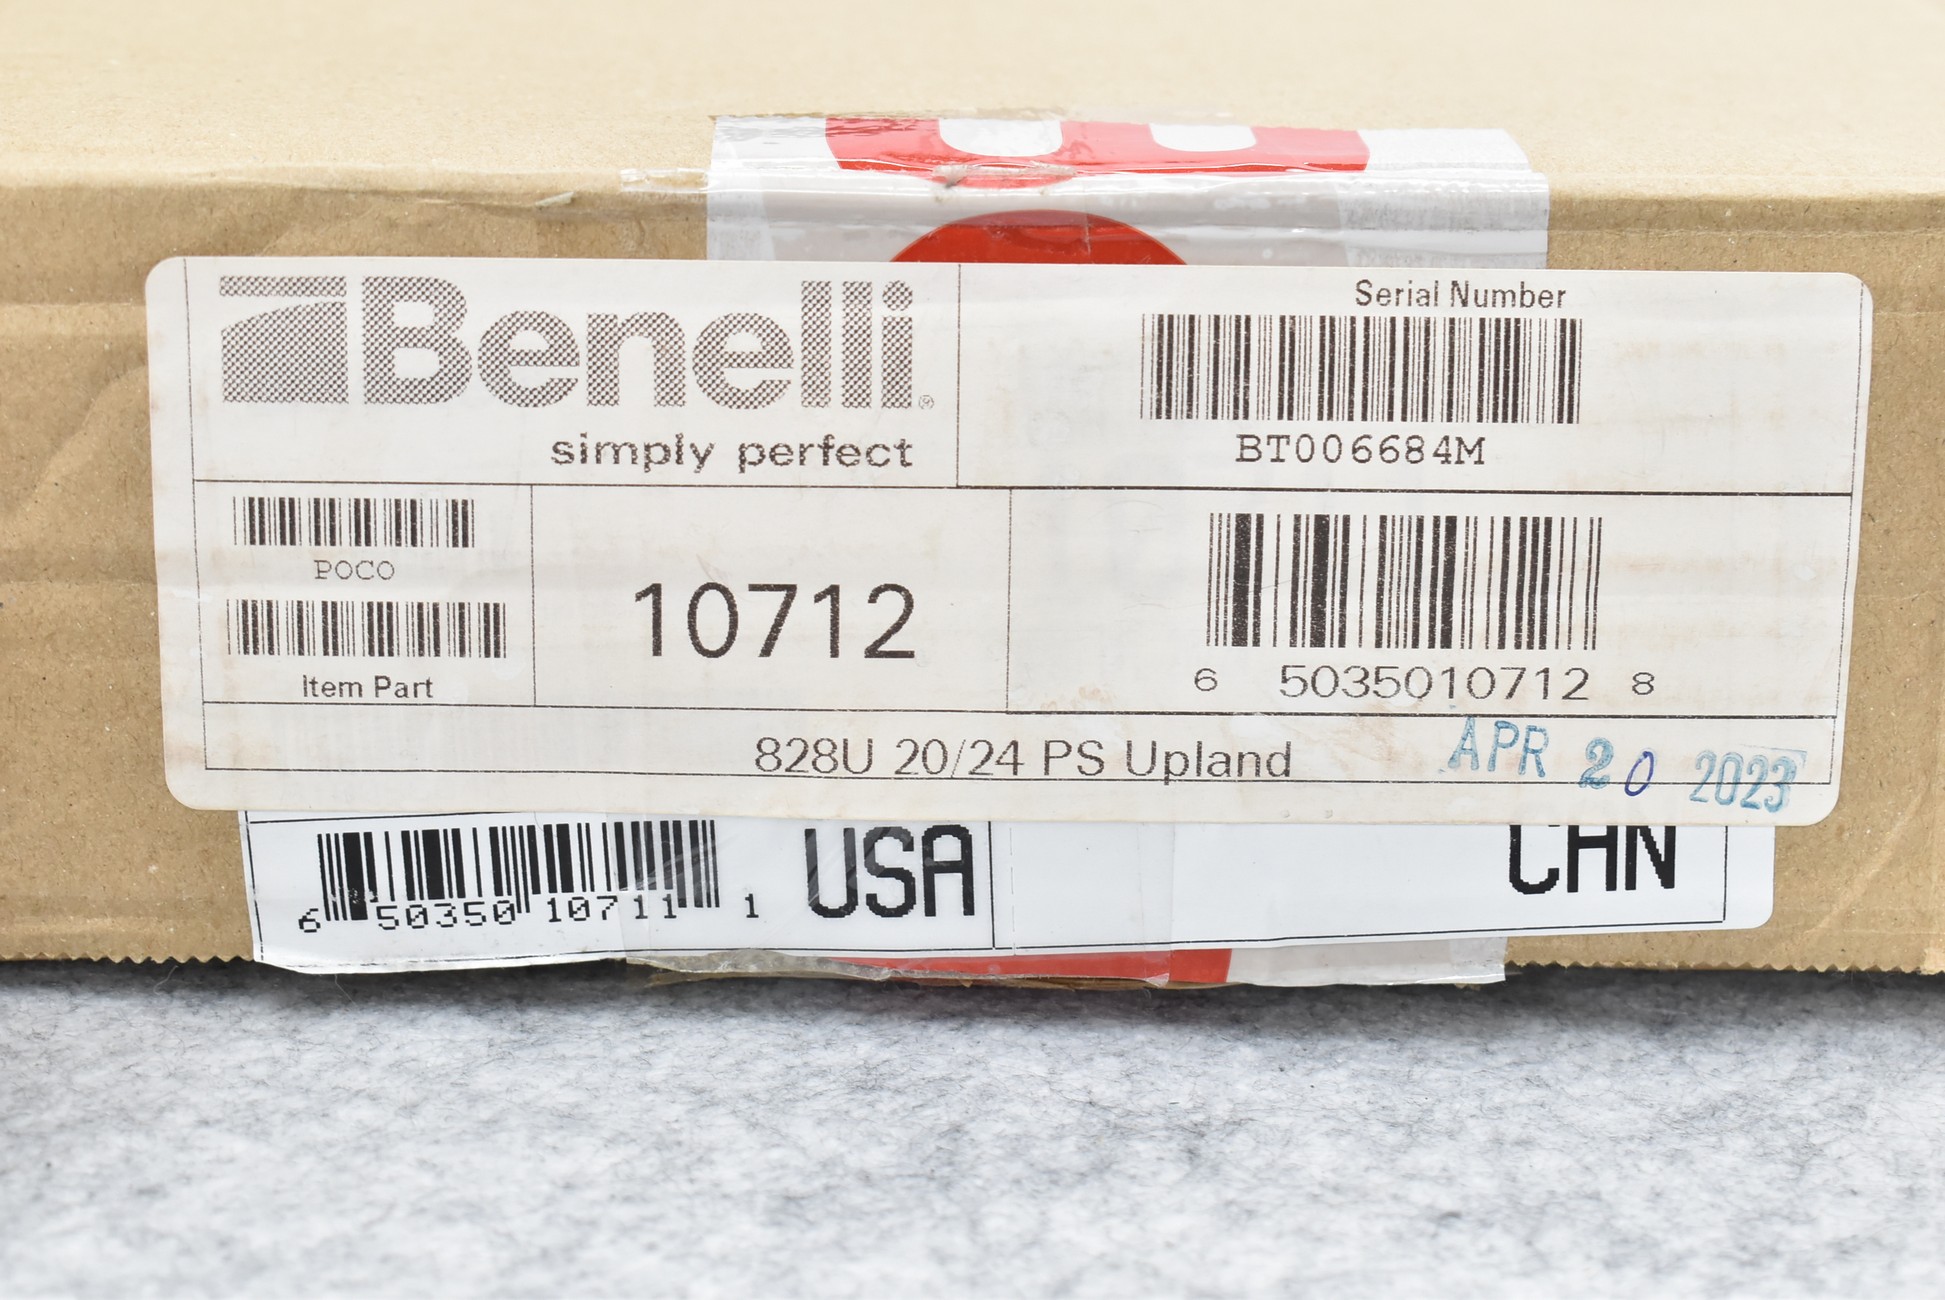 Benelli®
simply perfect
Serial Number
BT006684M
POCO
Item Part
10712
6 5035010712 8
828U 20/24 PS Upland
APR 20 2023
6 50350 10711 1
USA
CAN